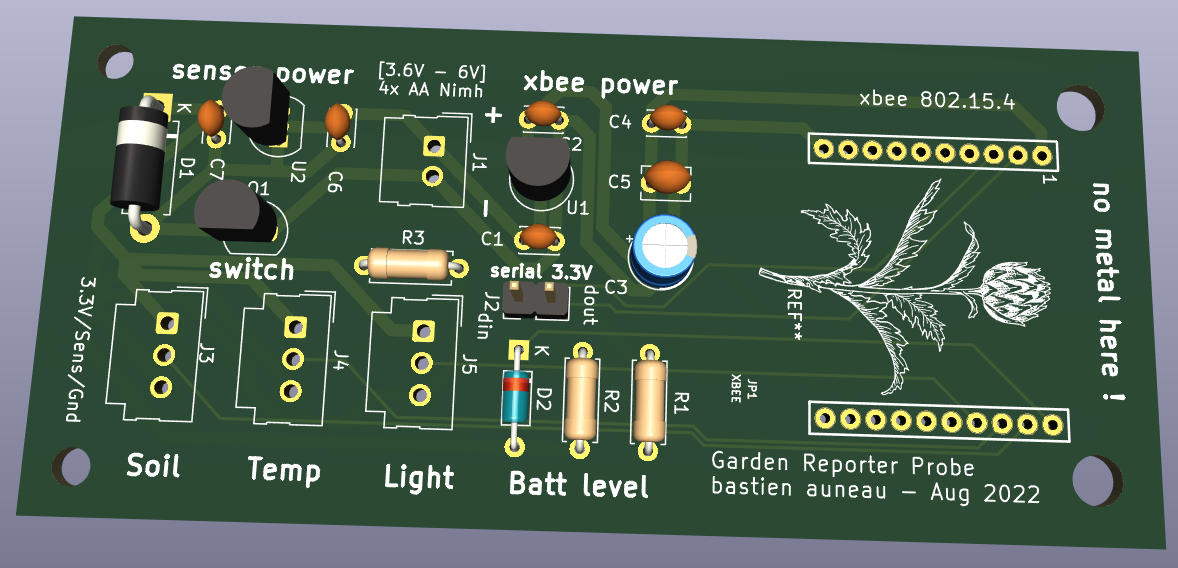 senso power
[3.6V - 6V]
4x AA Nimh
xbee power
xbee 802.15.4
K
D1
C7
U2
C6
+
-
J1
C2
U1
C1
C4
C5
+
C3
1
Q1
switch
R3
serial 3.3V
J2
din
dout
3.3V/Sens/Gnd
J3
J4
J5
K
D2
R2
R1
JP1
XBEE
REF**
no metal here !
Soil
Temp
Light
Batt level
Garden Reporter Probe
bastien auneau - Aug 2022